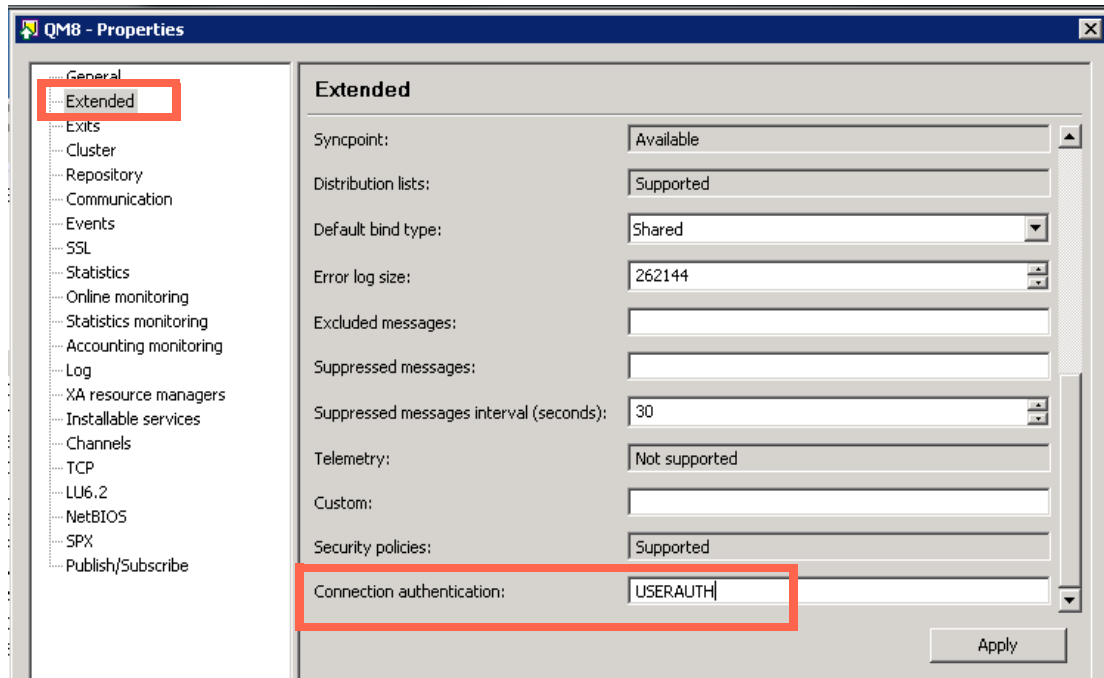 QM8 - Properties
General
Extended
Exits
Cluster
Repository
Communication
Events
SSL
Statistics
Online monitoring
Statistics monitoring
Accounting monitoring
Log
XA resource managers
Installable services
Channels
TCP
LU6.2
NetBIOS
SPX
Publish/Subscribe
Extended
Syncpoint: Available
Distribution lists: Supported
Default bind type: Shared
Error log size: 262144
Excluded messages:
Suppressed messages:
Suppressed messages interval (seconds): 30
Telemetry: Not supported
Custom:
Security policies: Supported
Connection authentication: USERAUTH
Apply